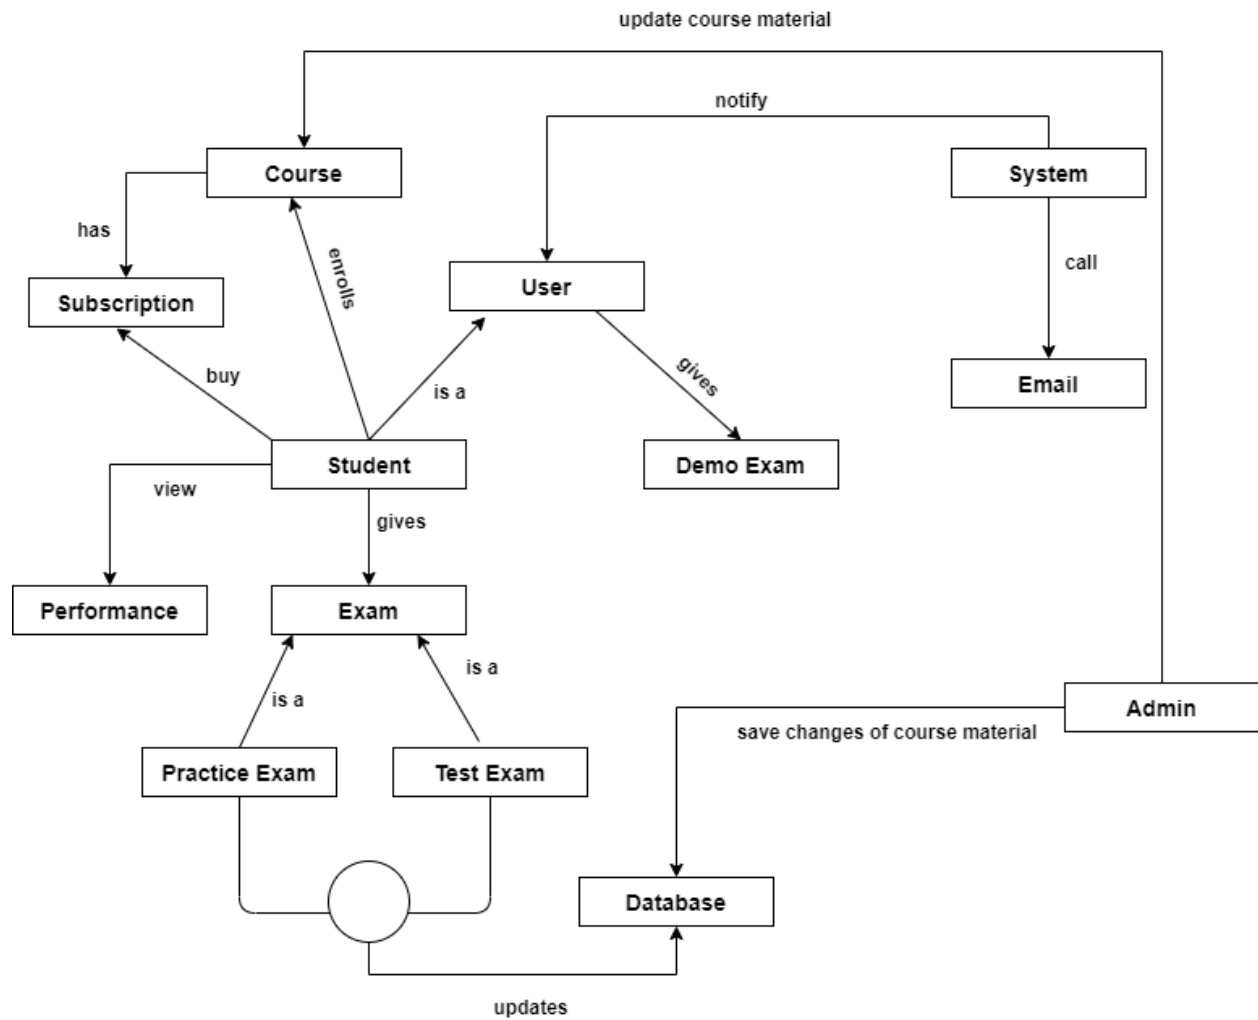 update course material
notify
Course
System
has
enrolls
call
User
Subscription
buy
is a
gives
Email
Student
Demo Exam
view
gives
Performance
Exam
is a
is a
Admin
save changes of course material
Practice Exam
Test Exam
Database
updates